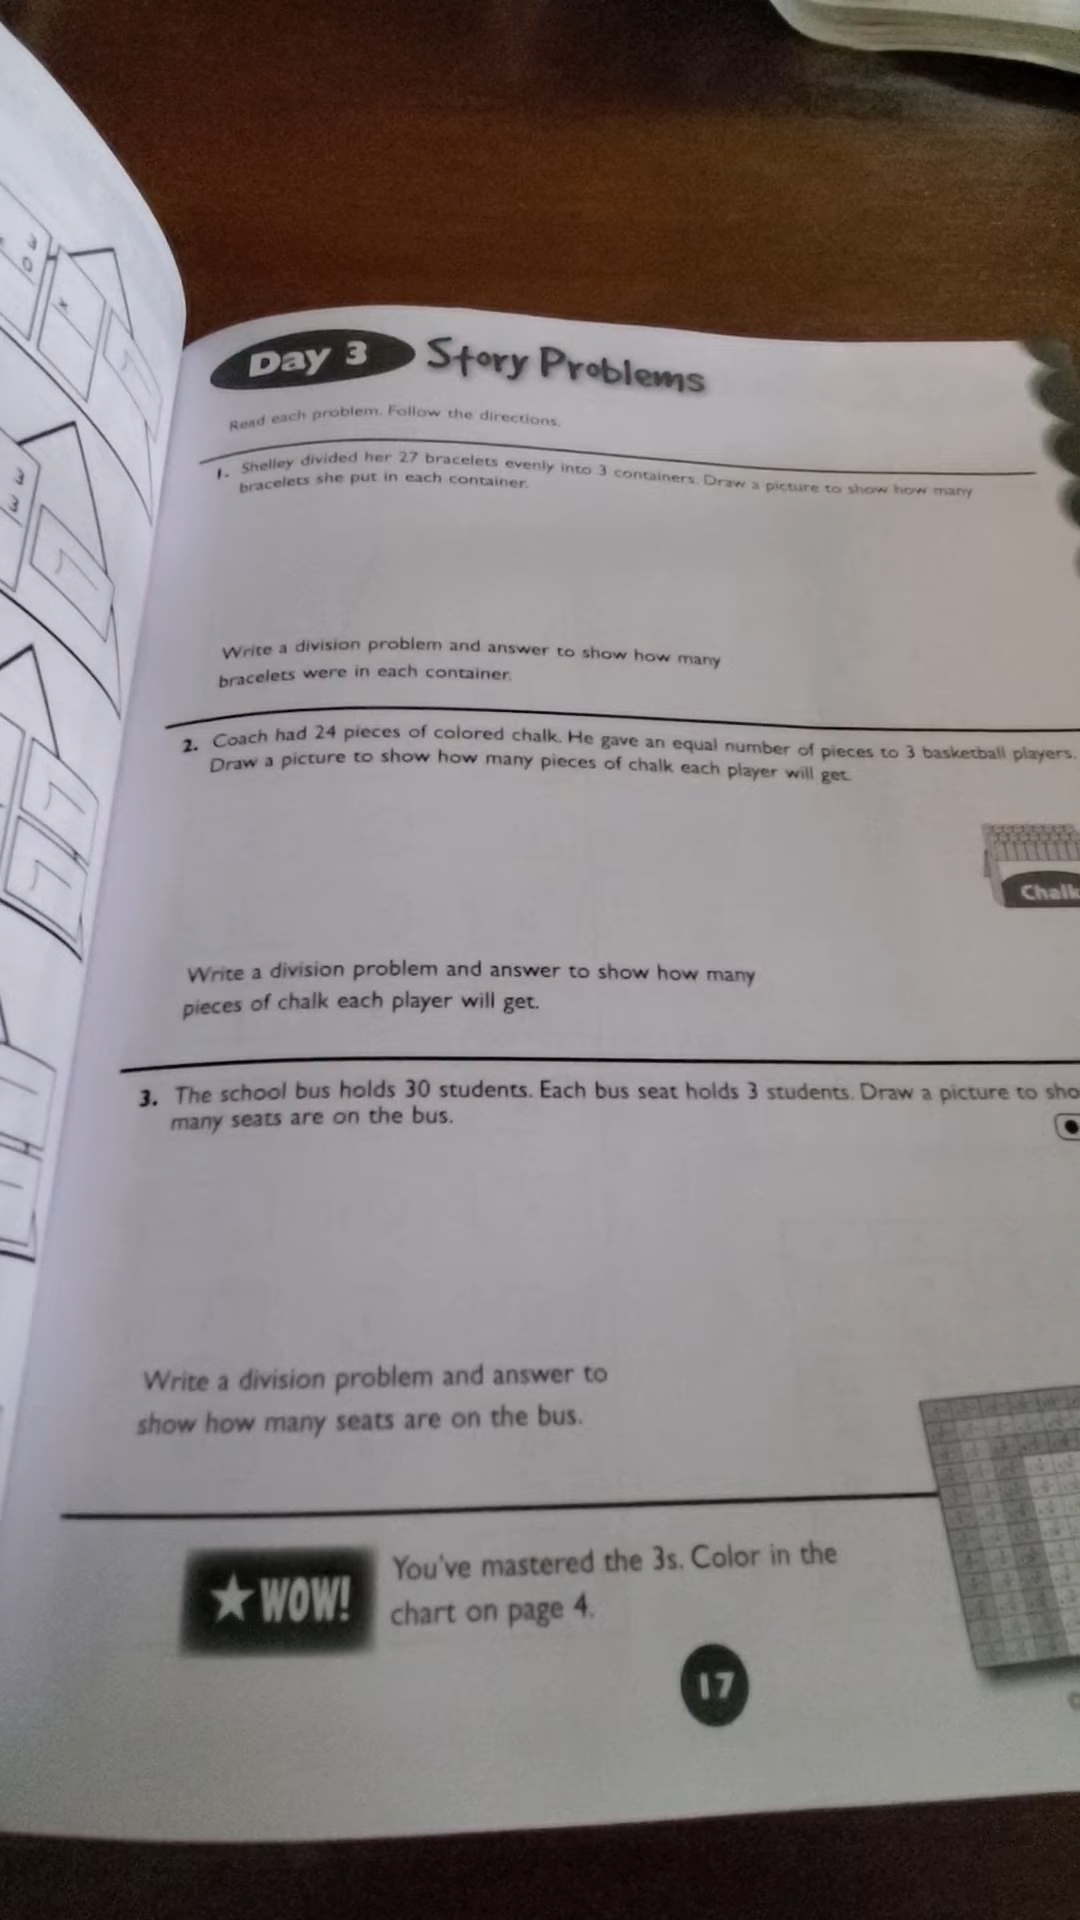 Day 3 Story Problems
Read each problem. Follow the directions.
1. Shelley divided her 27 bracelets evenly into 3 containers. Draw a picture to show how many
bracelets she put in each container.
Write a division problem and answer to show how many
bracelets were in each container.
2. Coach had 24 pieces of colored chalk. He gave an equal number of pieces to 3 basketball players.
Draw a picture to show how many pieces of chalk each player will get.
Chalk
Write a division problem and answer to show how many
pieces of chalk each player will get.
3. The school bus holds 30 students. Each bus seat holds 3 students. Draw a picture to sho
many seats are on the bus.
Write a division problem and answer to
show how many seats are on the bus.
WOW! You've mastered the 3s. Color in the
chart on page 4.
17